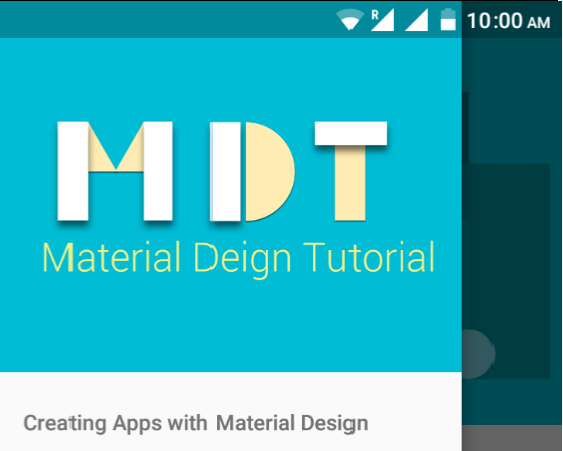 R 10:00 AM
MDT
Material Deign Tutorial
Creating Apps with Material Design